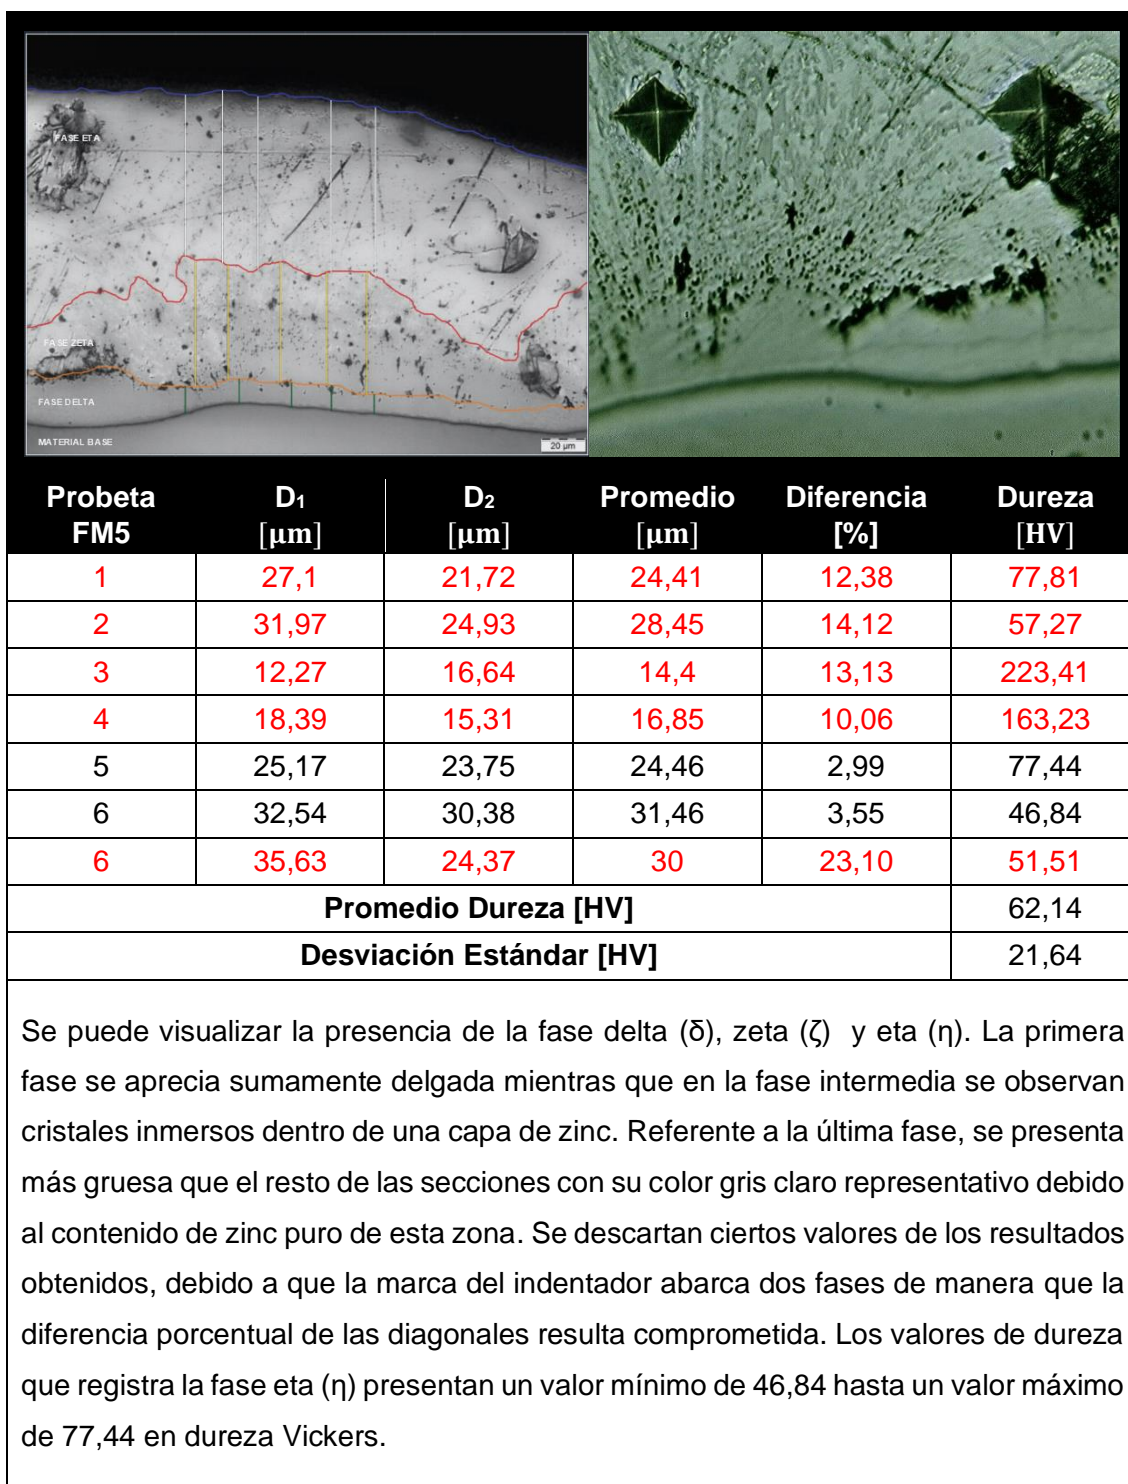 FASE ETA
FASE ZETA
FASE DELTA
MATERIAL BASE
20 µm
Probeta FM5 D₁ [µm] D₂ [µm] Promedio [µm] Diferencia [%] Dureza [HV]
1 27,1 21,72 24,41 12,38 77,81
2 31,97 24,93 28,45 14,12 57,27
3 12,27 16,64 14,4 13,13 223,41
4 18,39 15,31 16,85 10,06 163,23
5 25,17 23,75 24,46 2,99 77,44
6 32,54 30,38 31,46 3,55 46,84
6 35,63 24,37 30 23,10 51,51
Promedio Dureza [HV] 62,14
Desviación Estándar [HV] 21,64
Se puede visualizar la presencia de la fase delta (δ), zeta (ζ) y eta (η). La primera
fase se aprecia sumamente delgada mientras que en la fase intermedia se observan
cristales inmersos dentro de una capa de zinc. Referente a la última fase, se presenta
más gruesa que el resto de las secciones con su color gris claro representativo debido
al contenido de zinc puro de esta zona. Se descartan ciertos valores de los resultados
obtenidos, debido a que la marca del indentador abarca dos fases de manera que la
diferencia porcentual de las diagonales resulta comprometida. Los valores de dureza
que registra la fase eta (η) presentan un valor mínimo de 46,84 hasta un valor máximo
de 77,44 en dureza Vickers.